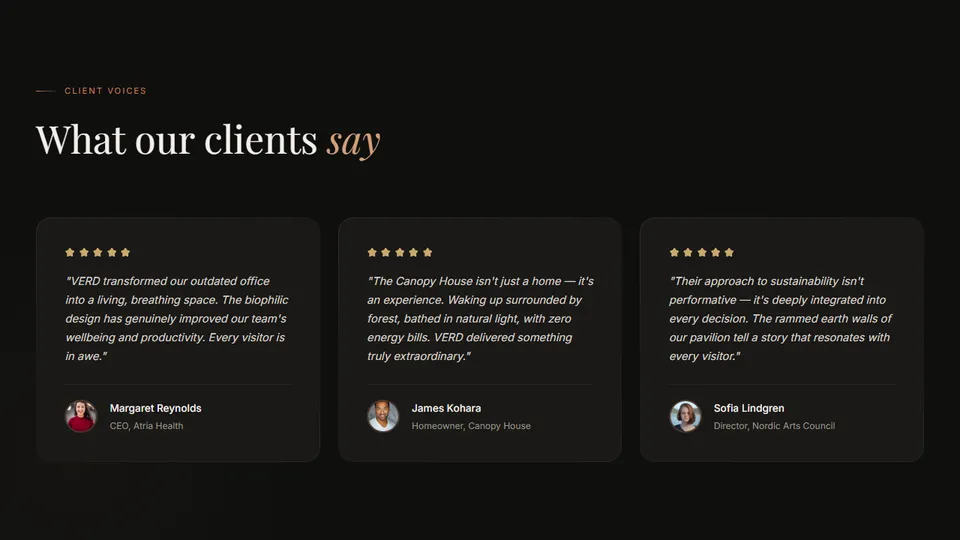 CLIENT VOICES
What our clients say
"VERD transformed our outdated office
into a living, breathing space. The biophilic
design has genuinely improved our team's
wellbeing and productivity. Every visitor is
in awe."
Margaret Reynolds
CEO, Atria Health
"The Canopy House isn't just a home — it's
an experience. Waking up surrounded by
forest, bathed in natural light, with zero
energy bills. VERD delivered something
truly extraordinary."
James Kohara
Homeowner, Canopy House
"Their approach to sustainability isn't
performative — it's deeply integrated into
every decision. The rammed earth walls of
our pavilion tell a story that resonates with
every visitor."
Sofia Lindgren
Director, Nordic Arts Council